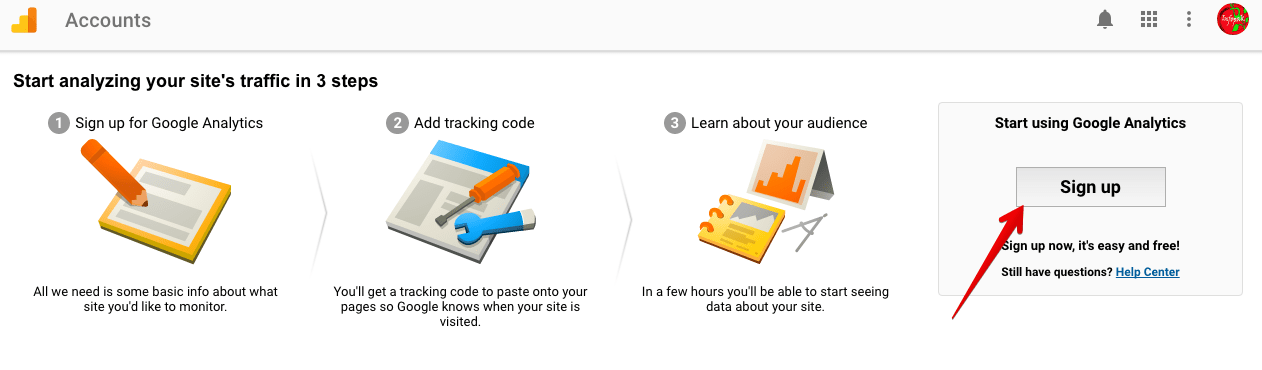 Accounts
Start analyzing your site's traffic in 3 steps
1 Sign up for Google Analytics
All we need is some basic info about what
site you'd like to monitor.
2 Add tracking code
You'll get a tracking code to paste onto your
pages so Google knows when your site is
visited.
3 Learn about your audience
In a few hours you'll be able to start seeing
data about your site.
Start using Google Analytics
Sign up
Sign up now, it's easy and free!
Still have questions? Help Center